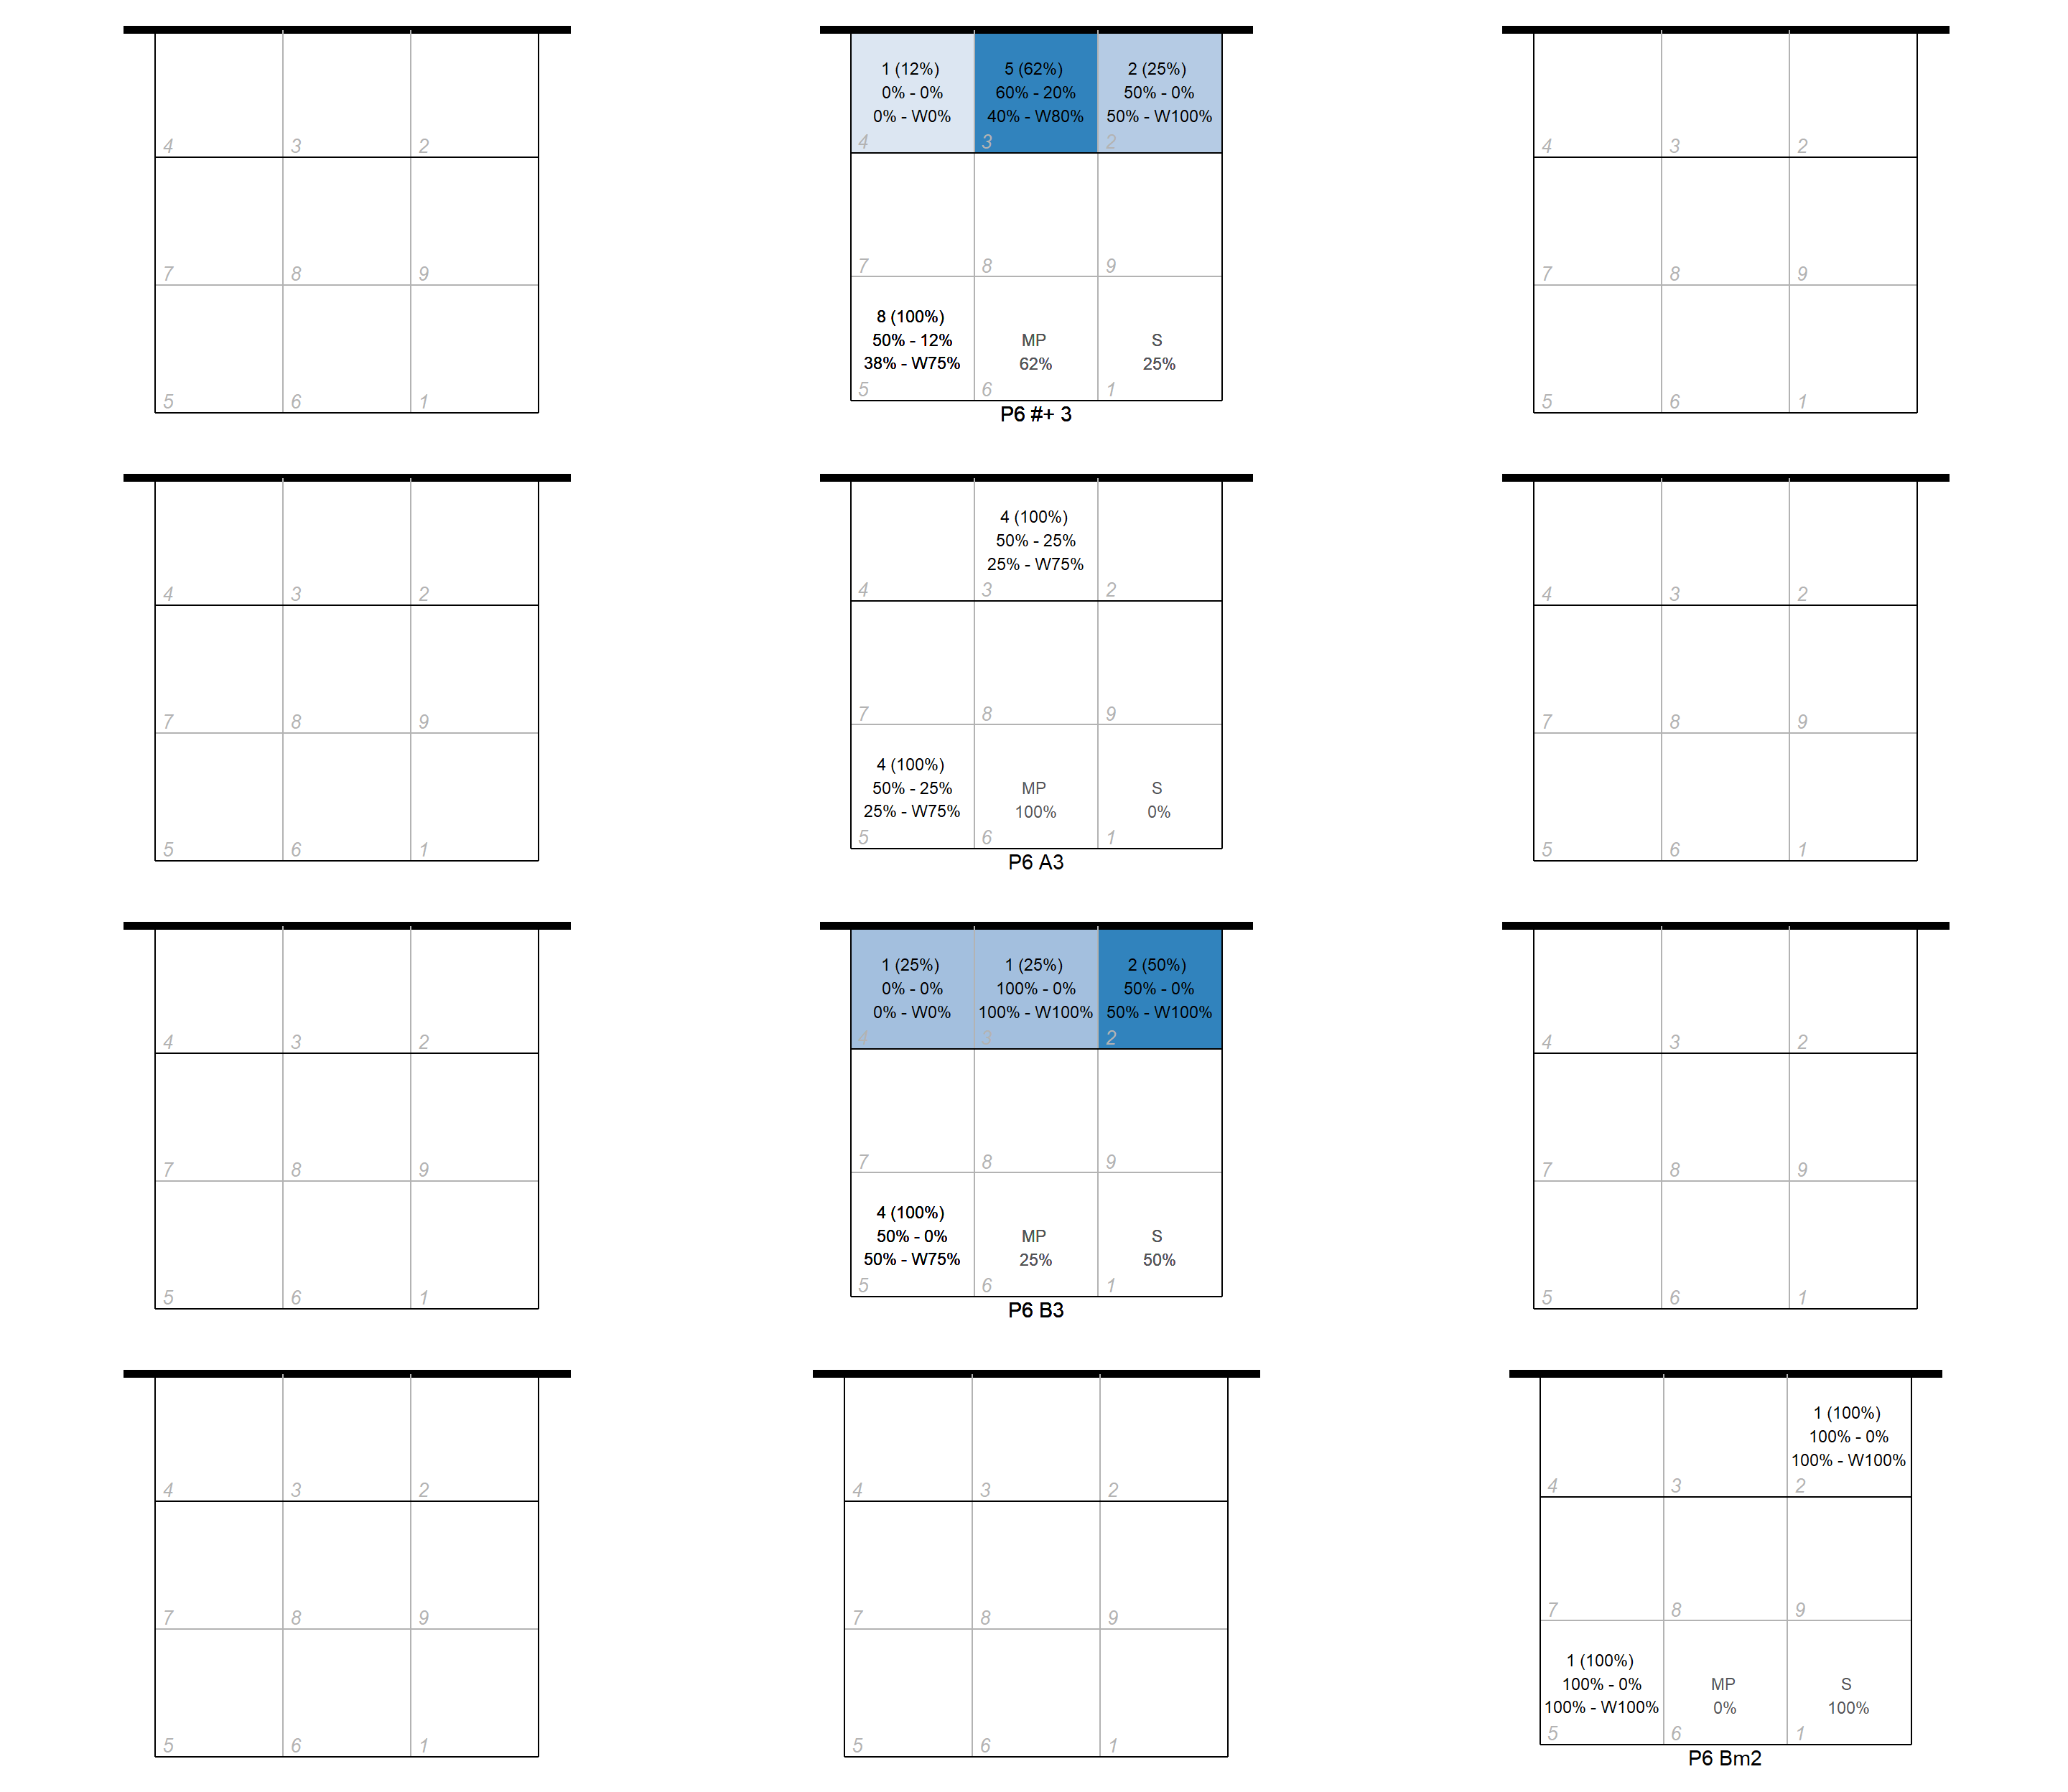 4 3 2
7 8 9
5 6 1
1 (12%) 5 (62%) 2 (25%)
0% - 0% 60% - 20% 50% - 0%
0% - W0% 40% - W80% 50% - W100%
4 3 2
7 8 9
8 (100%)
50% - 12% MP S
38% - W75% 62% 25%
5 6 1
P6 #+ 3
4 3 2
7 8 9
5 6 1
4 3 2
7 8 9
5 6 1
4 (100%)
50% - 25%
25% - W75%
4 3 2
7 8 9
4 (100%)
50% - 25% MP S
25% - W75% 100% 0%
5 6 1
P6 A3
4 3 2
7 8 9
5 6 1
4 3 2
7 8 9
5 6 1
1 (25%) 1 (25%) 2 (50%)
0% - 0% 100% - 0% 50% - 0%
0% - W0% 100% - W100% 50% - W100%
4 3 2
7 8 9
4 (100%)
50% - 0% MP S
50% - W75% 25% 50%
5 6 1
P6 B3
4 3 2
7 8 9
5 6 1
4 3 2
7 8 9
5 6 1
4 3 2
7 8 9
5 6 1
1 (100%)
100% - 0%
100% - W100%
4 3 2
7 8 9
1 (100%)
100% - 0% MP S
100% - W100% 0% 100%
5 6 1
P6 Bm2